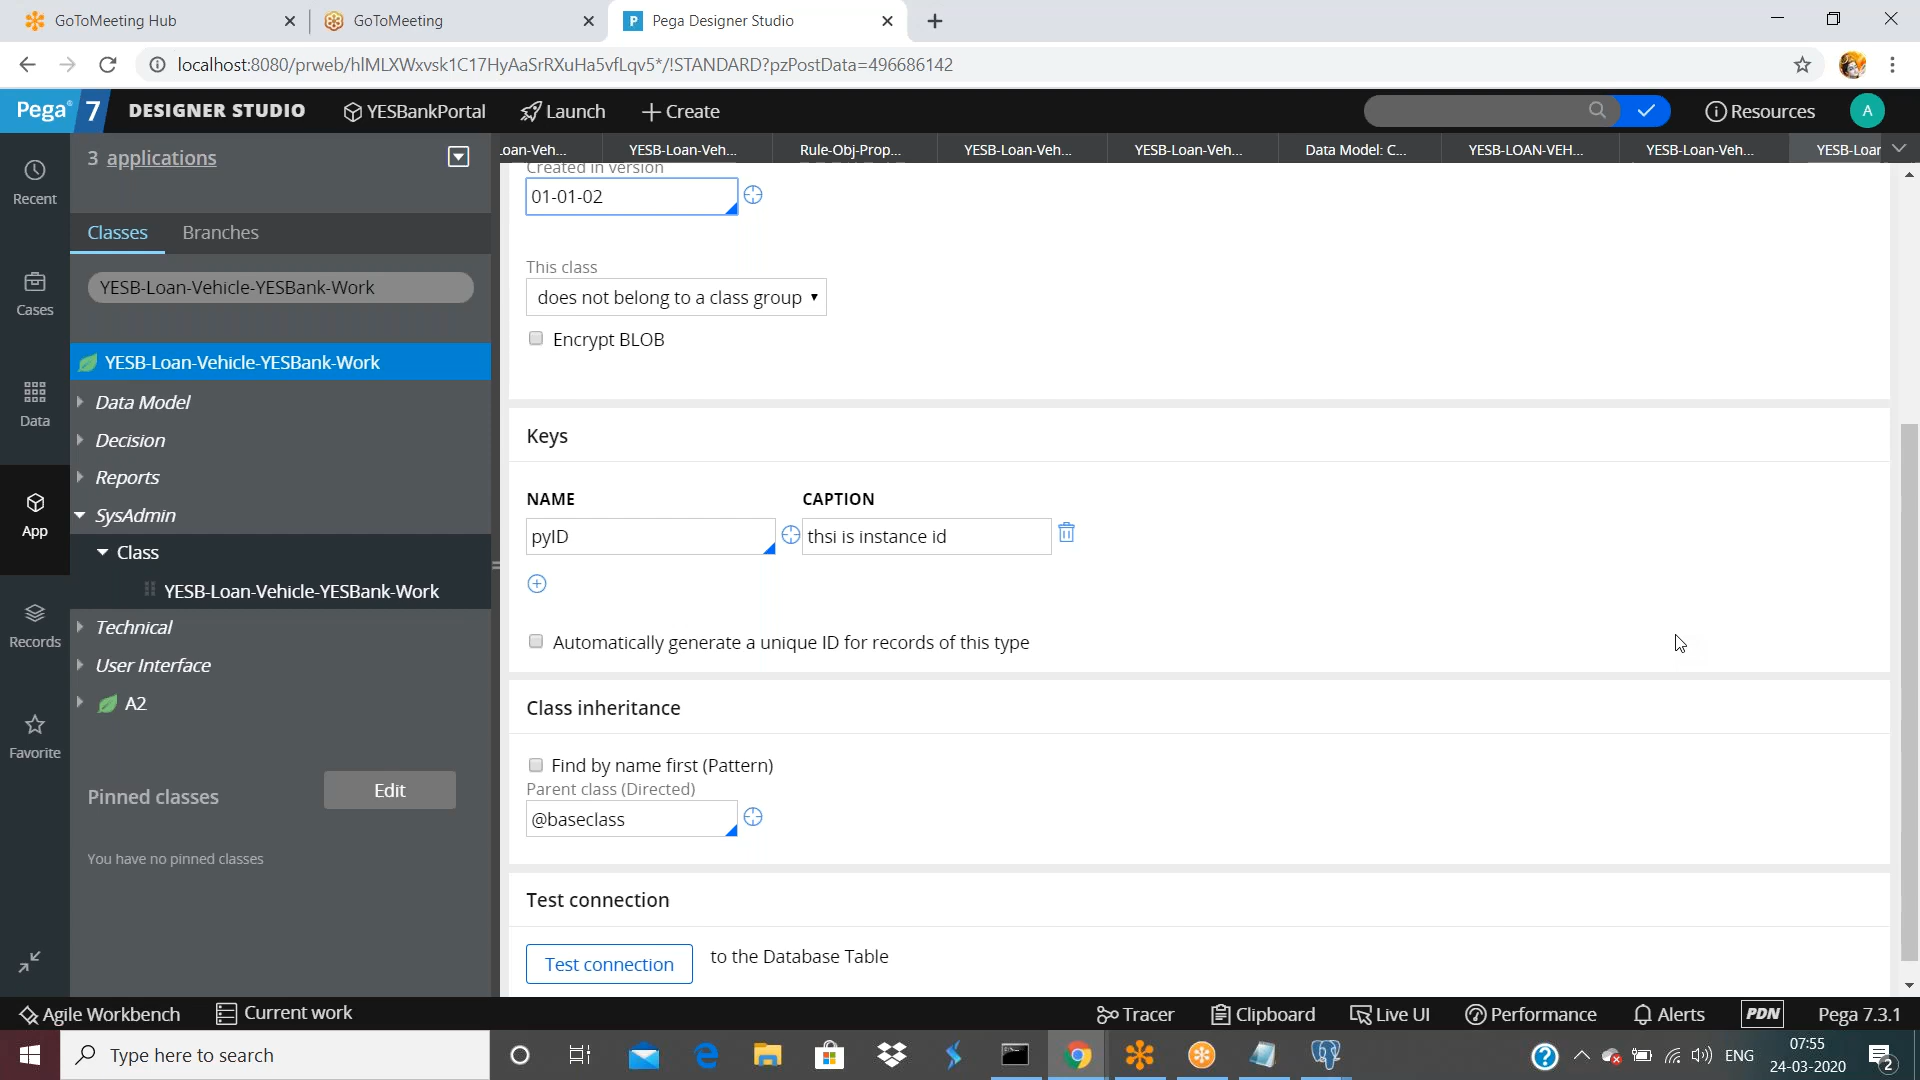 GoToMeeting Hub
GoToMeeting
Pega Designer Studio
localhost:8080/prweb/hlMLXWxvsk1C17HyAaSrRXuHa5vfLqv5*/!STANDARD?pzPostData=496686142
Pega 7 DESIGNER STUDIO YESBankPortal Launch Create Resources A
3 applications
oan-Veh... YESB-Loan-Veh... Rule-Obj-Prop... YESB-Loan-Veh... YESB-Loan-Veh... Data Model: C... YESB-LOAN-VEH... YESB-Loan-Veh... YESB-Loar
Recent
Cases
Data
App
Records
Favorite
Classes Branches
YESB-Loan-Vehicle-YESBank-Work
YESB-Loan-Vehicle-YESBank-Work
Data Model
Decision
Reports
SysAdmin
Class
YESB-Loan-Vehicle-YESBank-Work
Technical
User Interface
A2
Pinned classes Edit
You have no pinned classes
Created in version
01-01-02
This class
does not belong to a class group
Encrypt BLOB
Keys
NAME CAPTION
pyID thsi is instance id
Automatically generate a unique ID for records of this type
Class inheritance
Find by name first (Pattern)
Parent class (Directed)
@baseclass
Test connection
Test connection to the Database Table
Agile Workbench Current work Tracer Clipboard Live UI Performance Alerts PDN Pega 7.3.1
Type here to search
ENG
07:55
24-03-2020
2